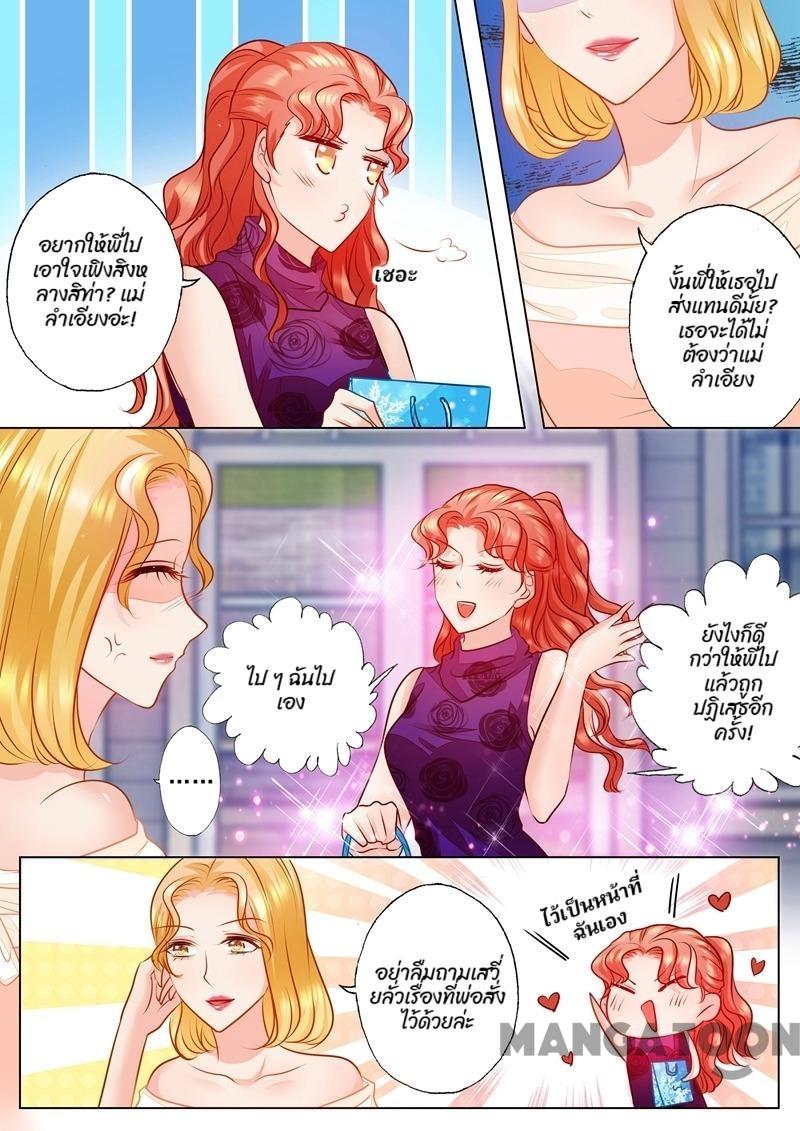 อยากให้พี่ไป
เอาใจเฟิงสิงห
ลางสิท่า? แม่
ลำเอียงอ่ะ!
เชอะ
งั้นพี่ให้เธอไป
ส่งแทนดีมั้ย?
เธอจะได้ไม่
ต้องว่าแม่
ลำเอียง
ไป ๆ ฉันไป
เอง
ยังไงก็ดี
กว่าให้พี่ไป
แล้วถูก
ปฏิเสธอีก
ครั้ง!
.......
ไว้เป็นหน้าที่
ฉันเอง
อย่าลืมถามเสวี่
ยลั่วเรื่องที่พ่อสั่ง
ไว้ด้วยล่ะ
MANGATOON